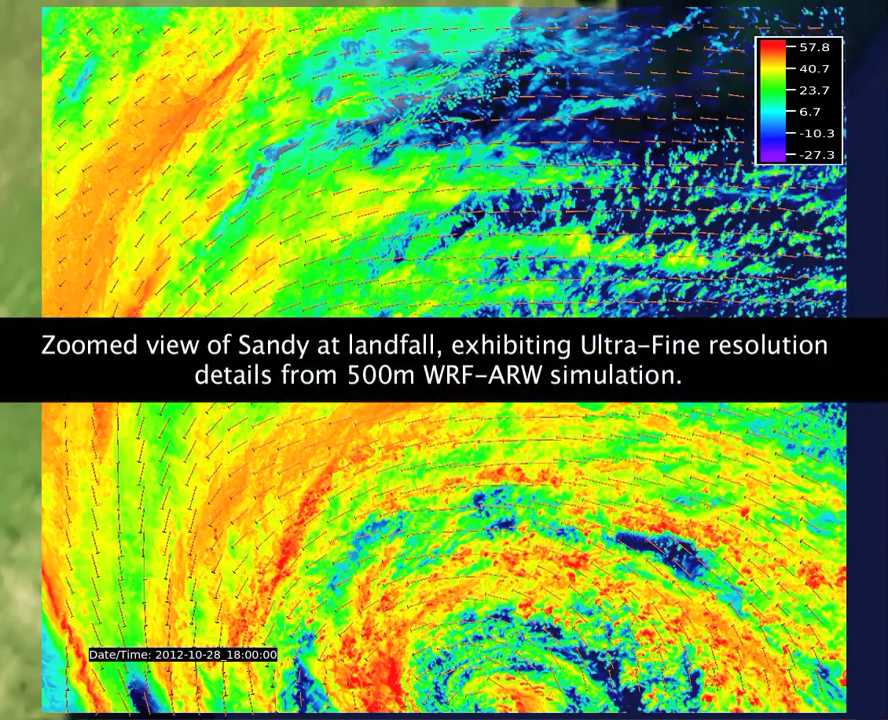 57.8
40.7
23.7
6.7
-10.3
-27.3
Zoomed view of Sandy at landfall, exhibiting Ultra-Fine resolution
details from 500m WRF-ARW simulation.
Date/Time: 2012-10-28_18:00:00